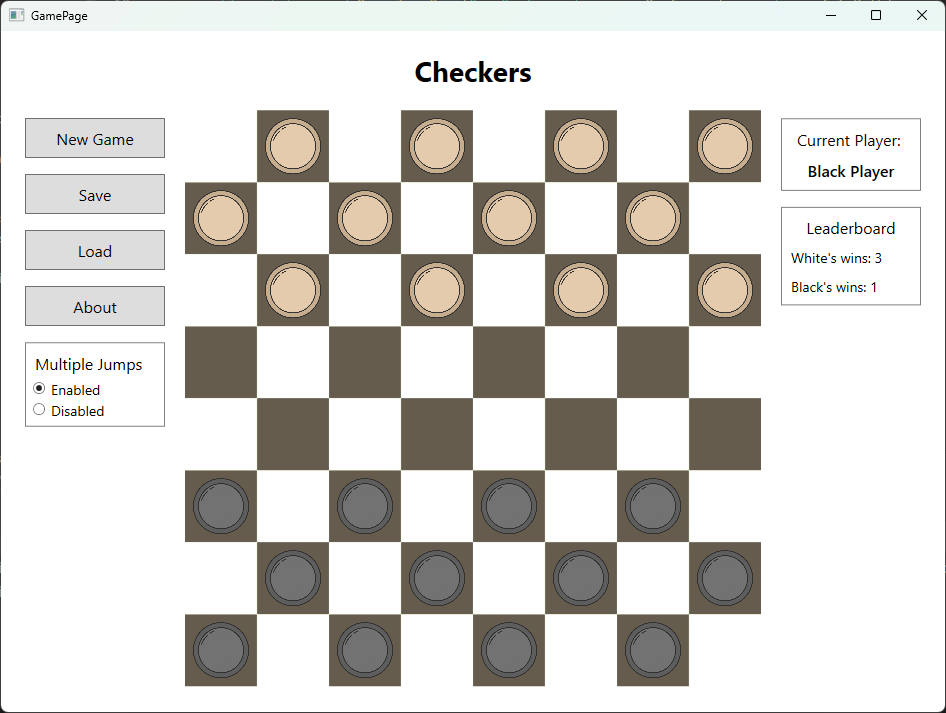 GamePage
Checkers
New Game
Save
Load
About
Multiple Jumps
Enabled
Disabled
Current Player:
Black Player
Leaderboard
White's wins: 3
Black's wins: 1